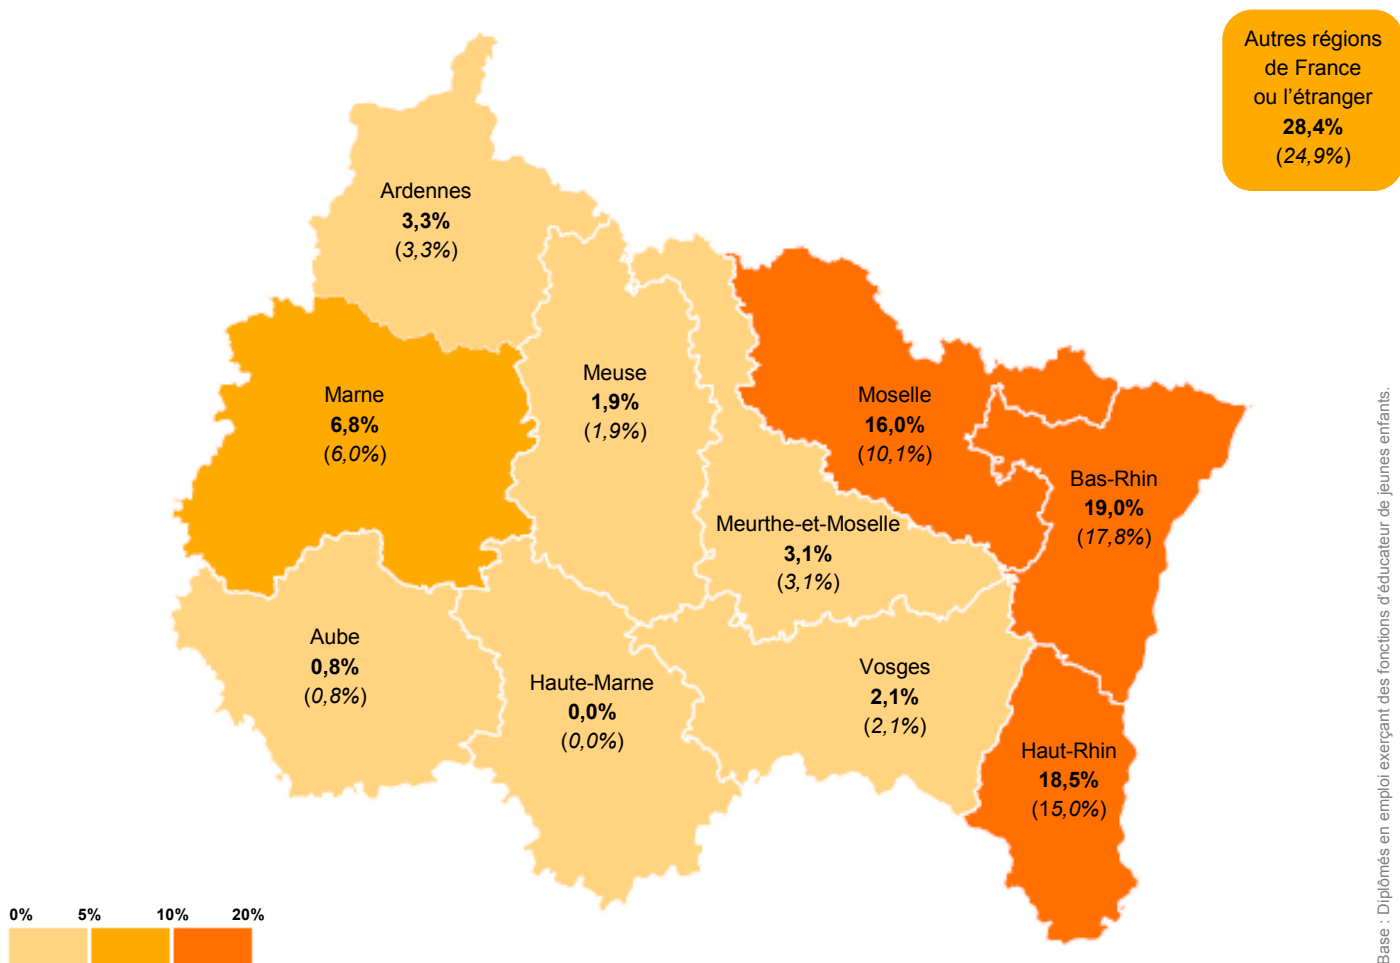 Autres régions
de France
ou l'étranger
28,4%
(24,9%)
Ardennes
3,3%
(3,3%)
Marne
6,8%
(6,0%)
Meuse
1,9%
(1,9%)
Moselle
16,0%
(10,1%)
Bas-Rhin
19,0%
(17,8%)
Meurthe-et-Moselle
3,1%
(3,1%)
Aube
0,8%
(0,8%)
Haute-Marne
0,0%
(0,0%)
Vosges
2,1%
(2,1%)
Haut-Rhin
18,5%
(15,0%)
0% 5% 10% 20%
Base : Diplômés en emploi exerçant des fonctions d'éducateur de jeunes enfants.